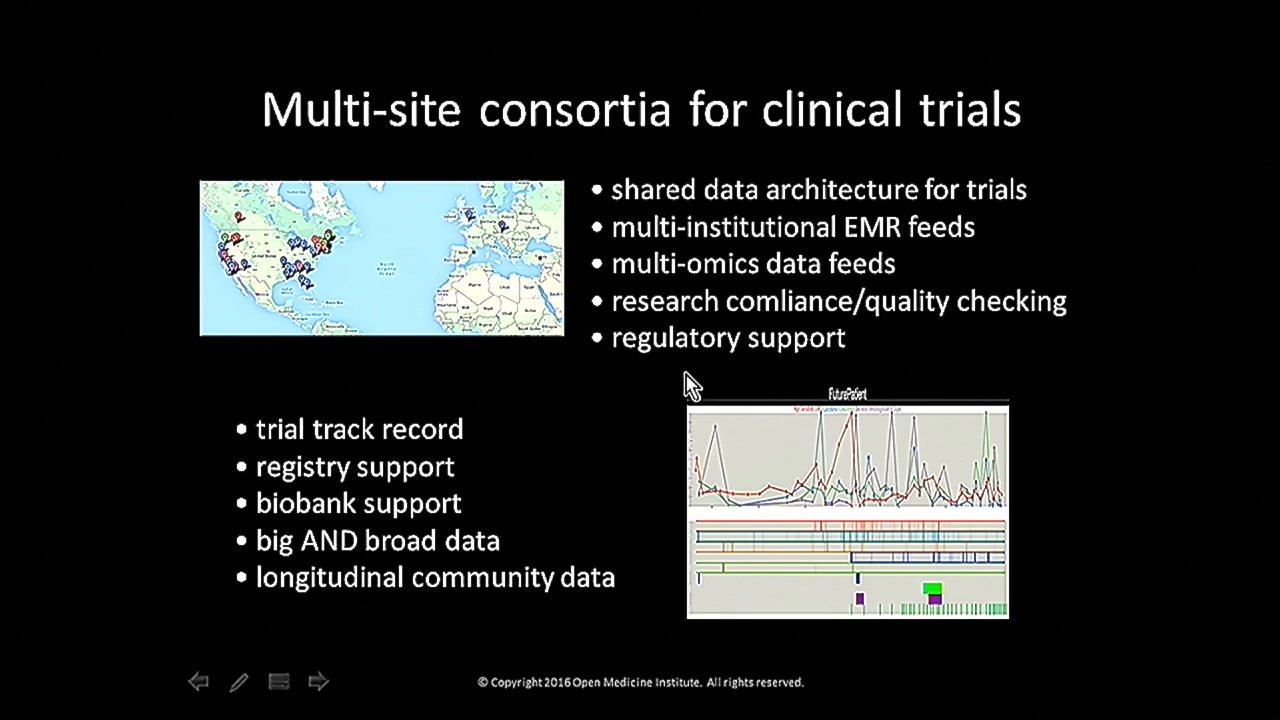 Multi-site consortia for clinical trials
• shared data architecture for trials
• multi-institutional EMR feeds
• multi-omics data feeds
• research comliance/quality checking
• regulatory support
• trial track record
• registry support
• biobank support
• big AND broad data
• longitudinal community data
FuturePatient
© Copyright 2016 Open Medicine Institute. All rights reserved.